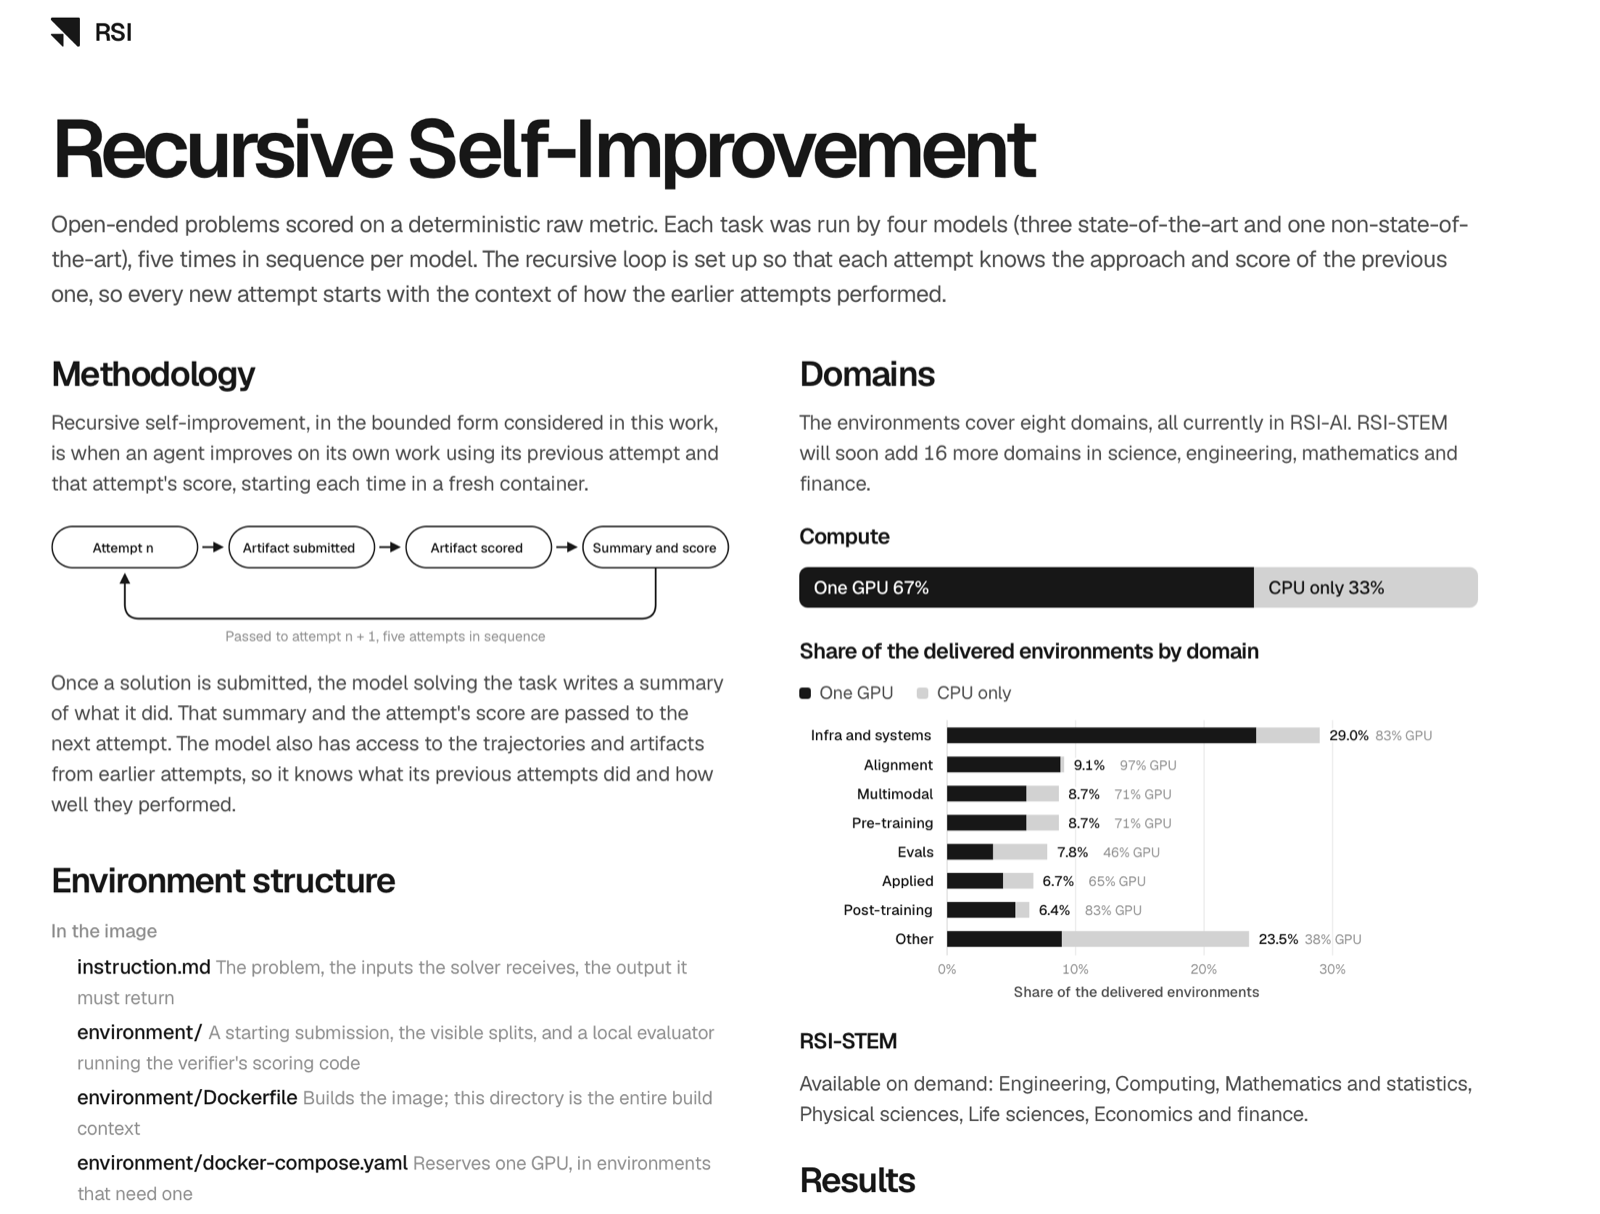 RSI
Recursive Self-Improvement
Open-ended problems scored on a deterministic raw metric. Each task was run by four models (three state-of-the-art and one non-state-of-
the-art), five times in sequence per model. The recursive loop is set up so that each attempt knows the approach and score of the previous
one, so every new attempt starts with the context of how the earlier attempts performed.
Methodology
Recursive self-improvement, in the bounded form considered in this work,
is when an agent improves on its own work using its previous attempt and
that attempt's score, starting each time in a fresh container.
Attempt n
Artifact submitted
Artifact scored
Summary and score
Passed to attempt n + 1, five attempts in sequence
Once a solution is submitted, the model solving the task writes a summary
of what it did. That summary and the attempt's score are passed to the
next attempt. The model also has access to the trajectories and artifacts
from earlier attempts, so it knows what its previous attempts did and how
well they performed.
Environment structure
In the image
instruction.md The problem, the inputs the solver receives, the output it
must return
environment/ A starting submission, the visible splits, and a local evaluator
running the verifier's scoring code
environment/Dockerfile Builds the image; this directory is the entire build
context
environment/docker-compose.yaml Reserves one GPU, in environments
that need one
Domains
The environments cover eight domains, all currently in RSI-AI. RSI-STEM
will soon add 16 more domains in science, engineering, mathematics and
finance.
Compute
One GPU 67% CPU only 33%
Share of the delivered environments by domain
One GPU CPU only
Infra and systems 29.0% 83% GPU
Alignment 9.1% 97% GPU
Multimodal 8.7% 71% GPU
Pre-training 8.7% 71% GPU
Evals 7.8% 46% GPU
Applied 6.7% 65% GPU
Post-training 6.4% 83% GPU
Other 23.5% 38% GPU
0% 10% 20% 30%
Share of the delivered environments
RSI-STEM
Available on demand: Engineering, Computing, Mathematics and statistics,
Physical sciences, Life sciences, Economics and finance.
Results